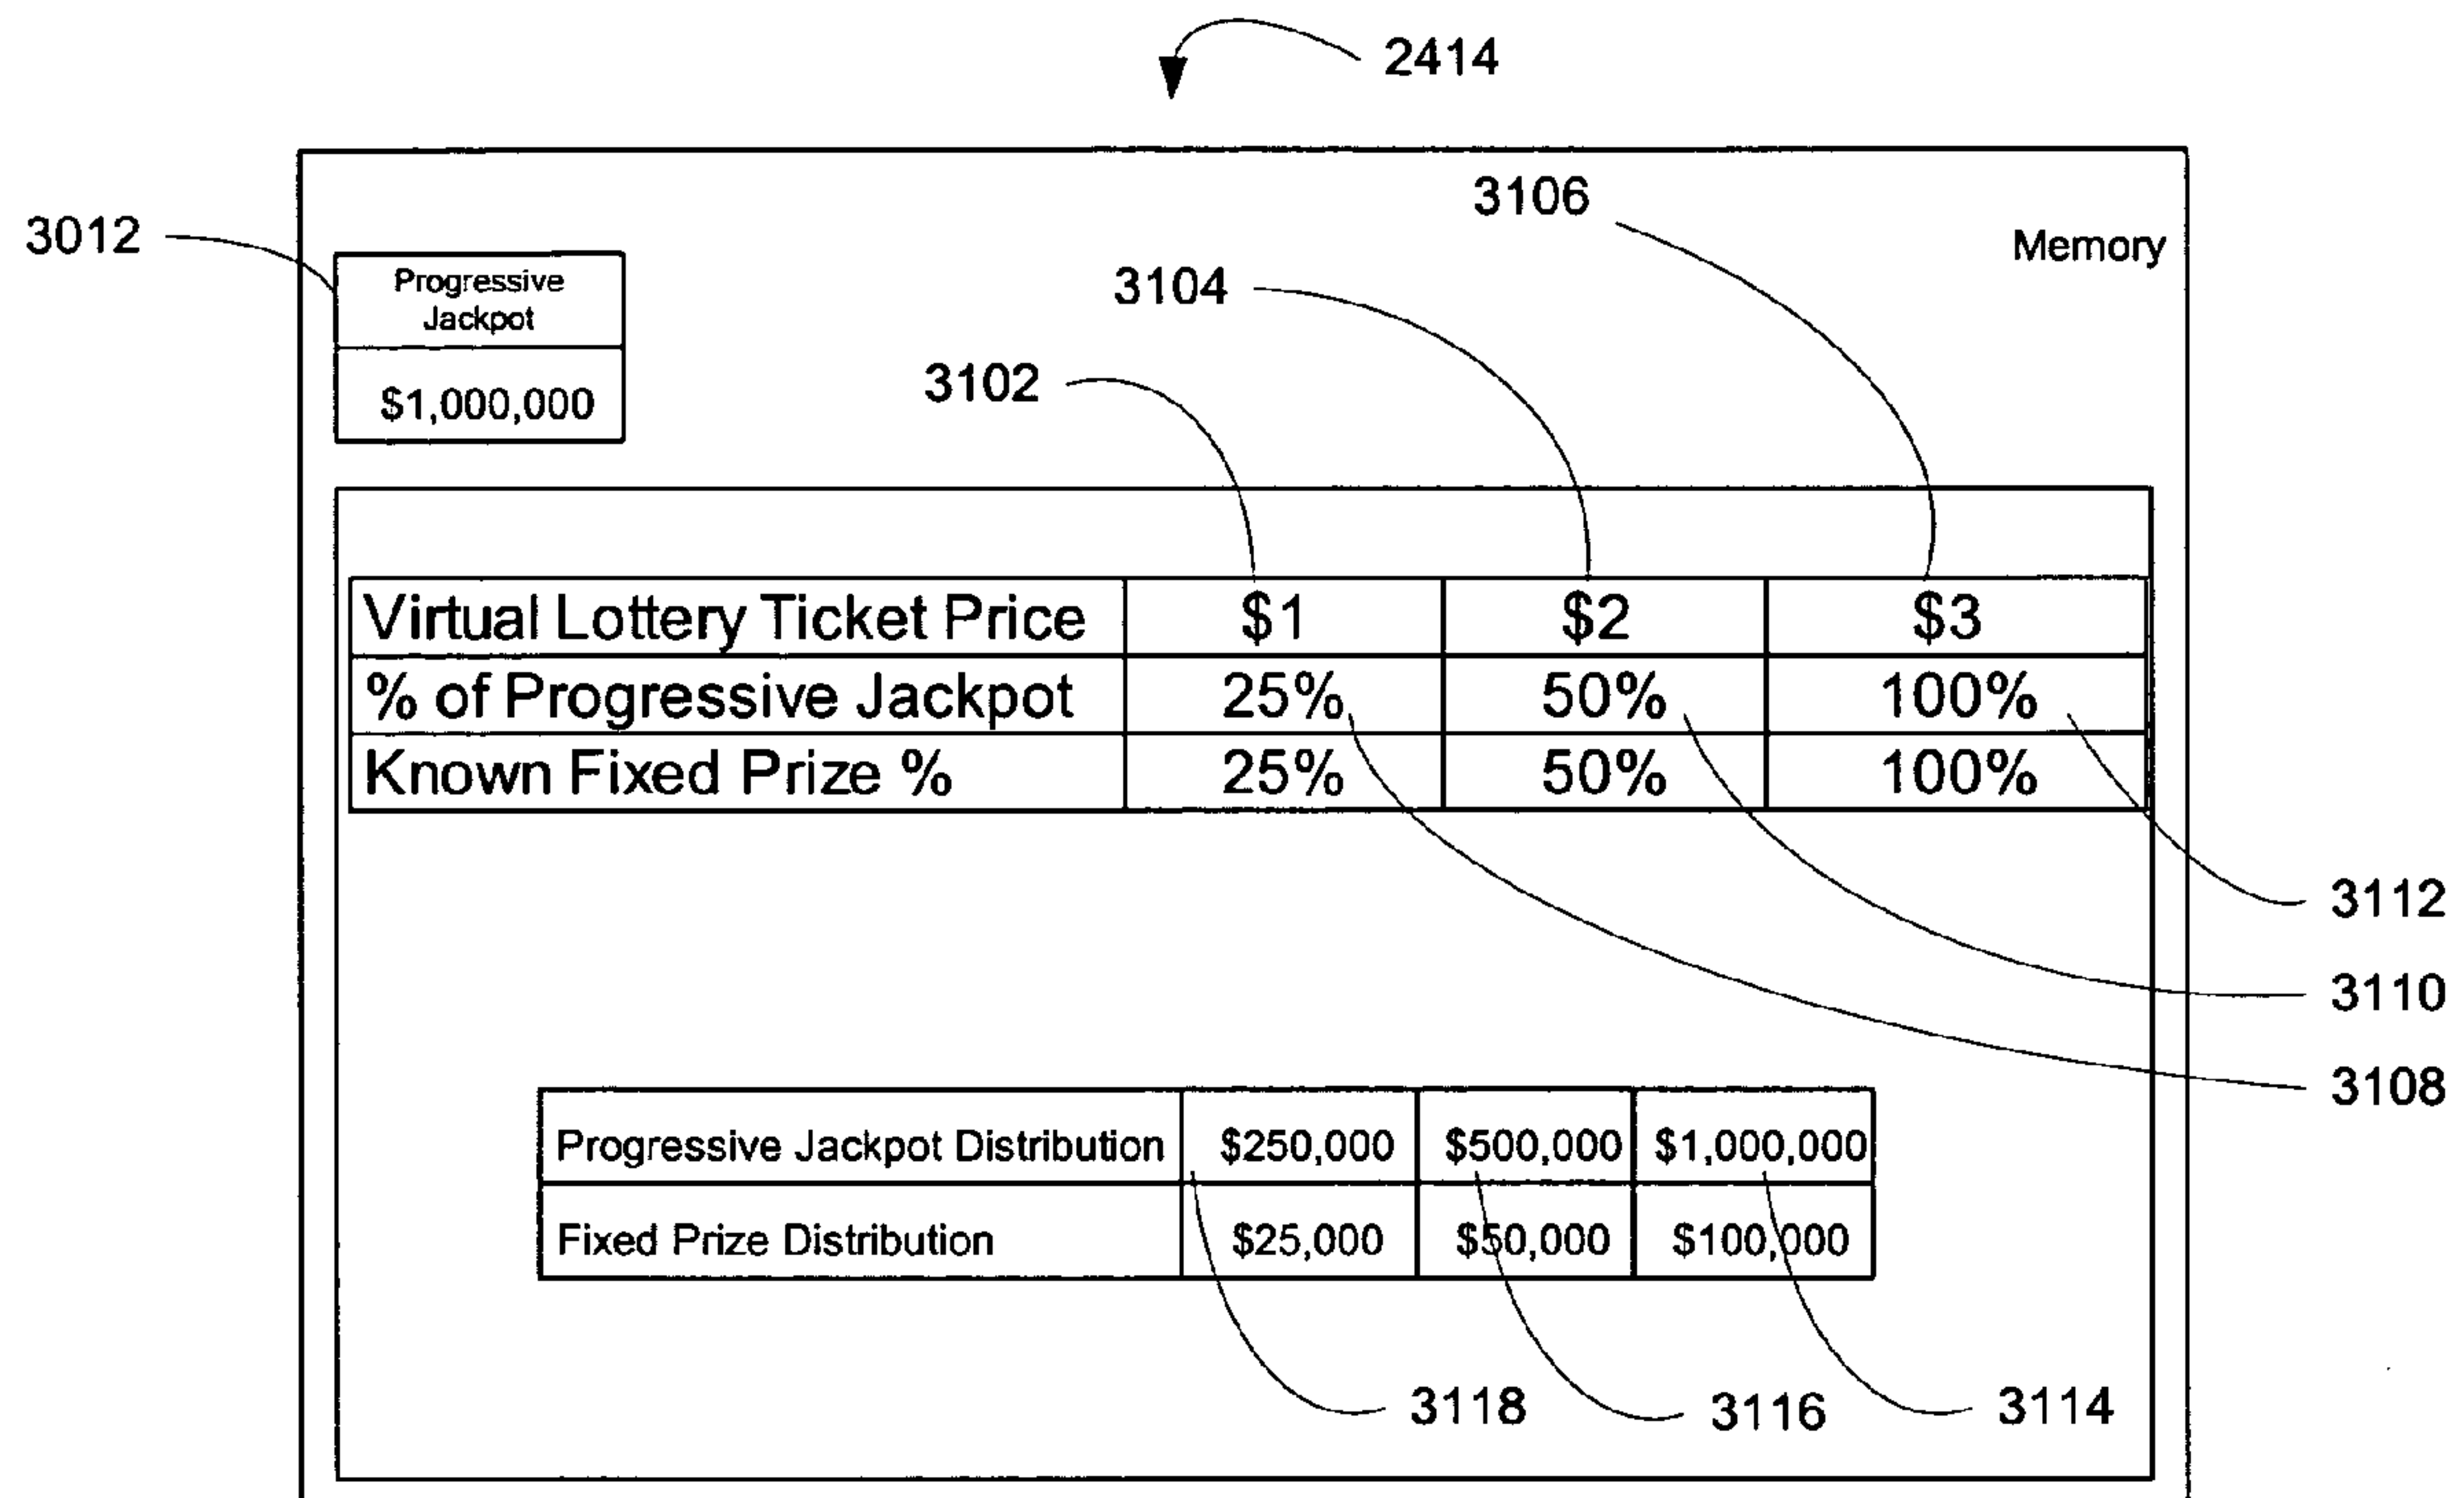 2414
3106
3012
Memory
Progressive
Jackpot
3104
3102
$1,000,000
Virtual Lottery Ticket Price $1 $2 $3
% of Progressive Jackpot 25% 50% 100%
Known Fixed Prize % 25% 50% 100%
3112
3110
3108
Progressive Jackpot Distribution $250,000 $500,000 $1,000,000
Fixed Prize Distribution $25,000 $50,000 $100,000
3118 3116 3114